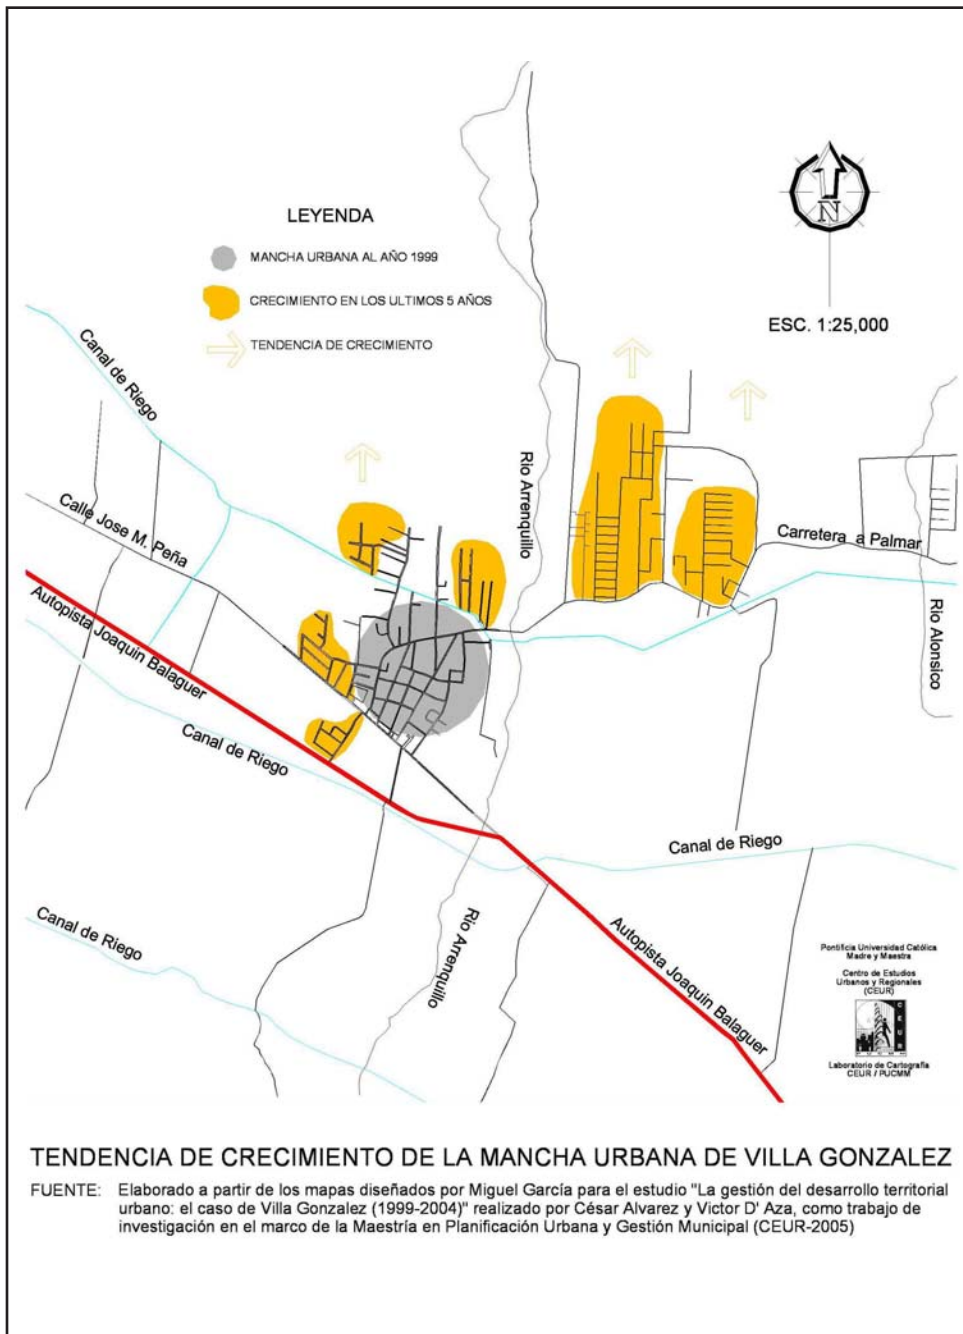 LEYENDA
MANCHA URBANA AL AÑO 1999
CRECIMIENTO EN LOS ULTIMOS 5 AÑOS
TENDENCIA DE CRECIMIENTO
N
ESC. 1:25,000
Canal de Riego
Calle Jose M. Peña
Autopista Joaquin Balaguer
Canal de Riego
Rio Arrenquillo
Carretera a Palmar
Rio Alonsico
Canal de Riego
Canal de Riego
Rio Arrenquillo
Autopista Joaquin Balaguer
Pontificia Universidad Católica
Madre y Maestra
Centro de Estudios
Urbanos y Regionales
(CEUR)
CEUR
Laboratorio de Cartografía
CEUR / PUCMM
TENDENCIA DE CRECIMIENTO DE LA MANCHA URBANA DE VILLA GONZALEZ
FUENTE: Elaborado a partir de los mapas diseñados por Miguel García para el estudio "La gestión del desarrollo territorial
urbano: el caso de Villa Gonzalez (1999-2004)" realizado por César Alvarez y Victor D' Aza, como trabajo de
investigación en el marco de la Maestría en Planificación Urbana y Gestión Municipal (CEUR-2005)